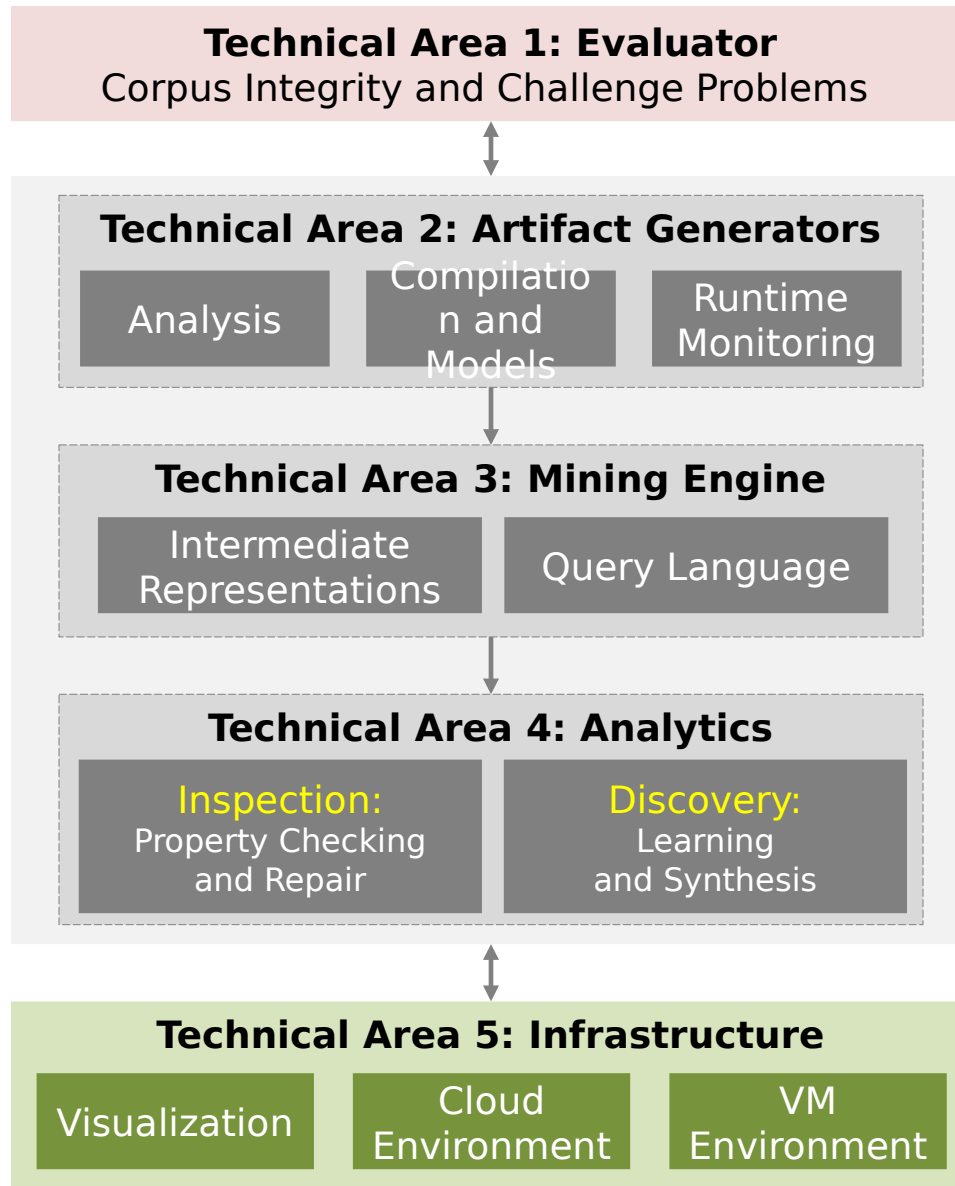 Technical Area 1: Evaluator
Corpus Integrity and Challenge Problems
Technical Area 2: Artifact Generators
Analysis
Compilatio
n and
Models
Runtime
Monitoring
Technical Area 3: Mining Engine
Intermediate
Representations
Query Language
Technical Area 4: Analytics
Inspection:
Property Checking
and Repair
Discovery:
Learning
and Synthesis
Technical Area 5: Infrastructure
Visualization
Cloud
Environment
VM
Environment